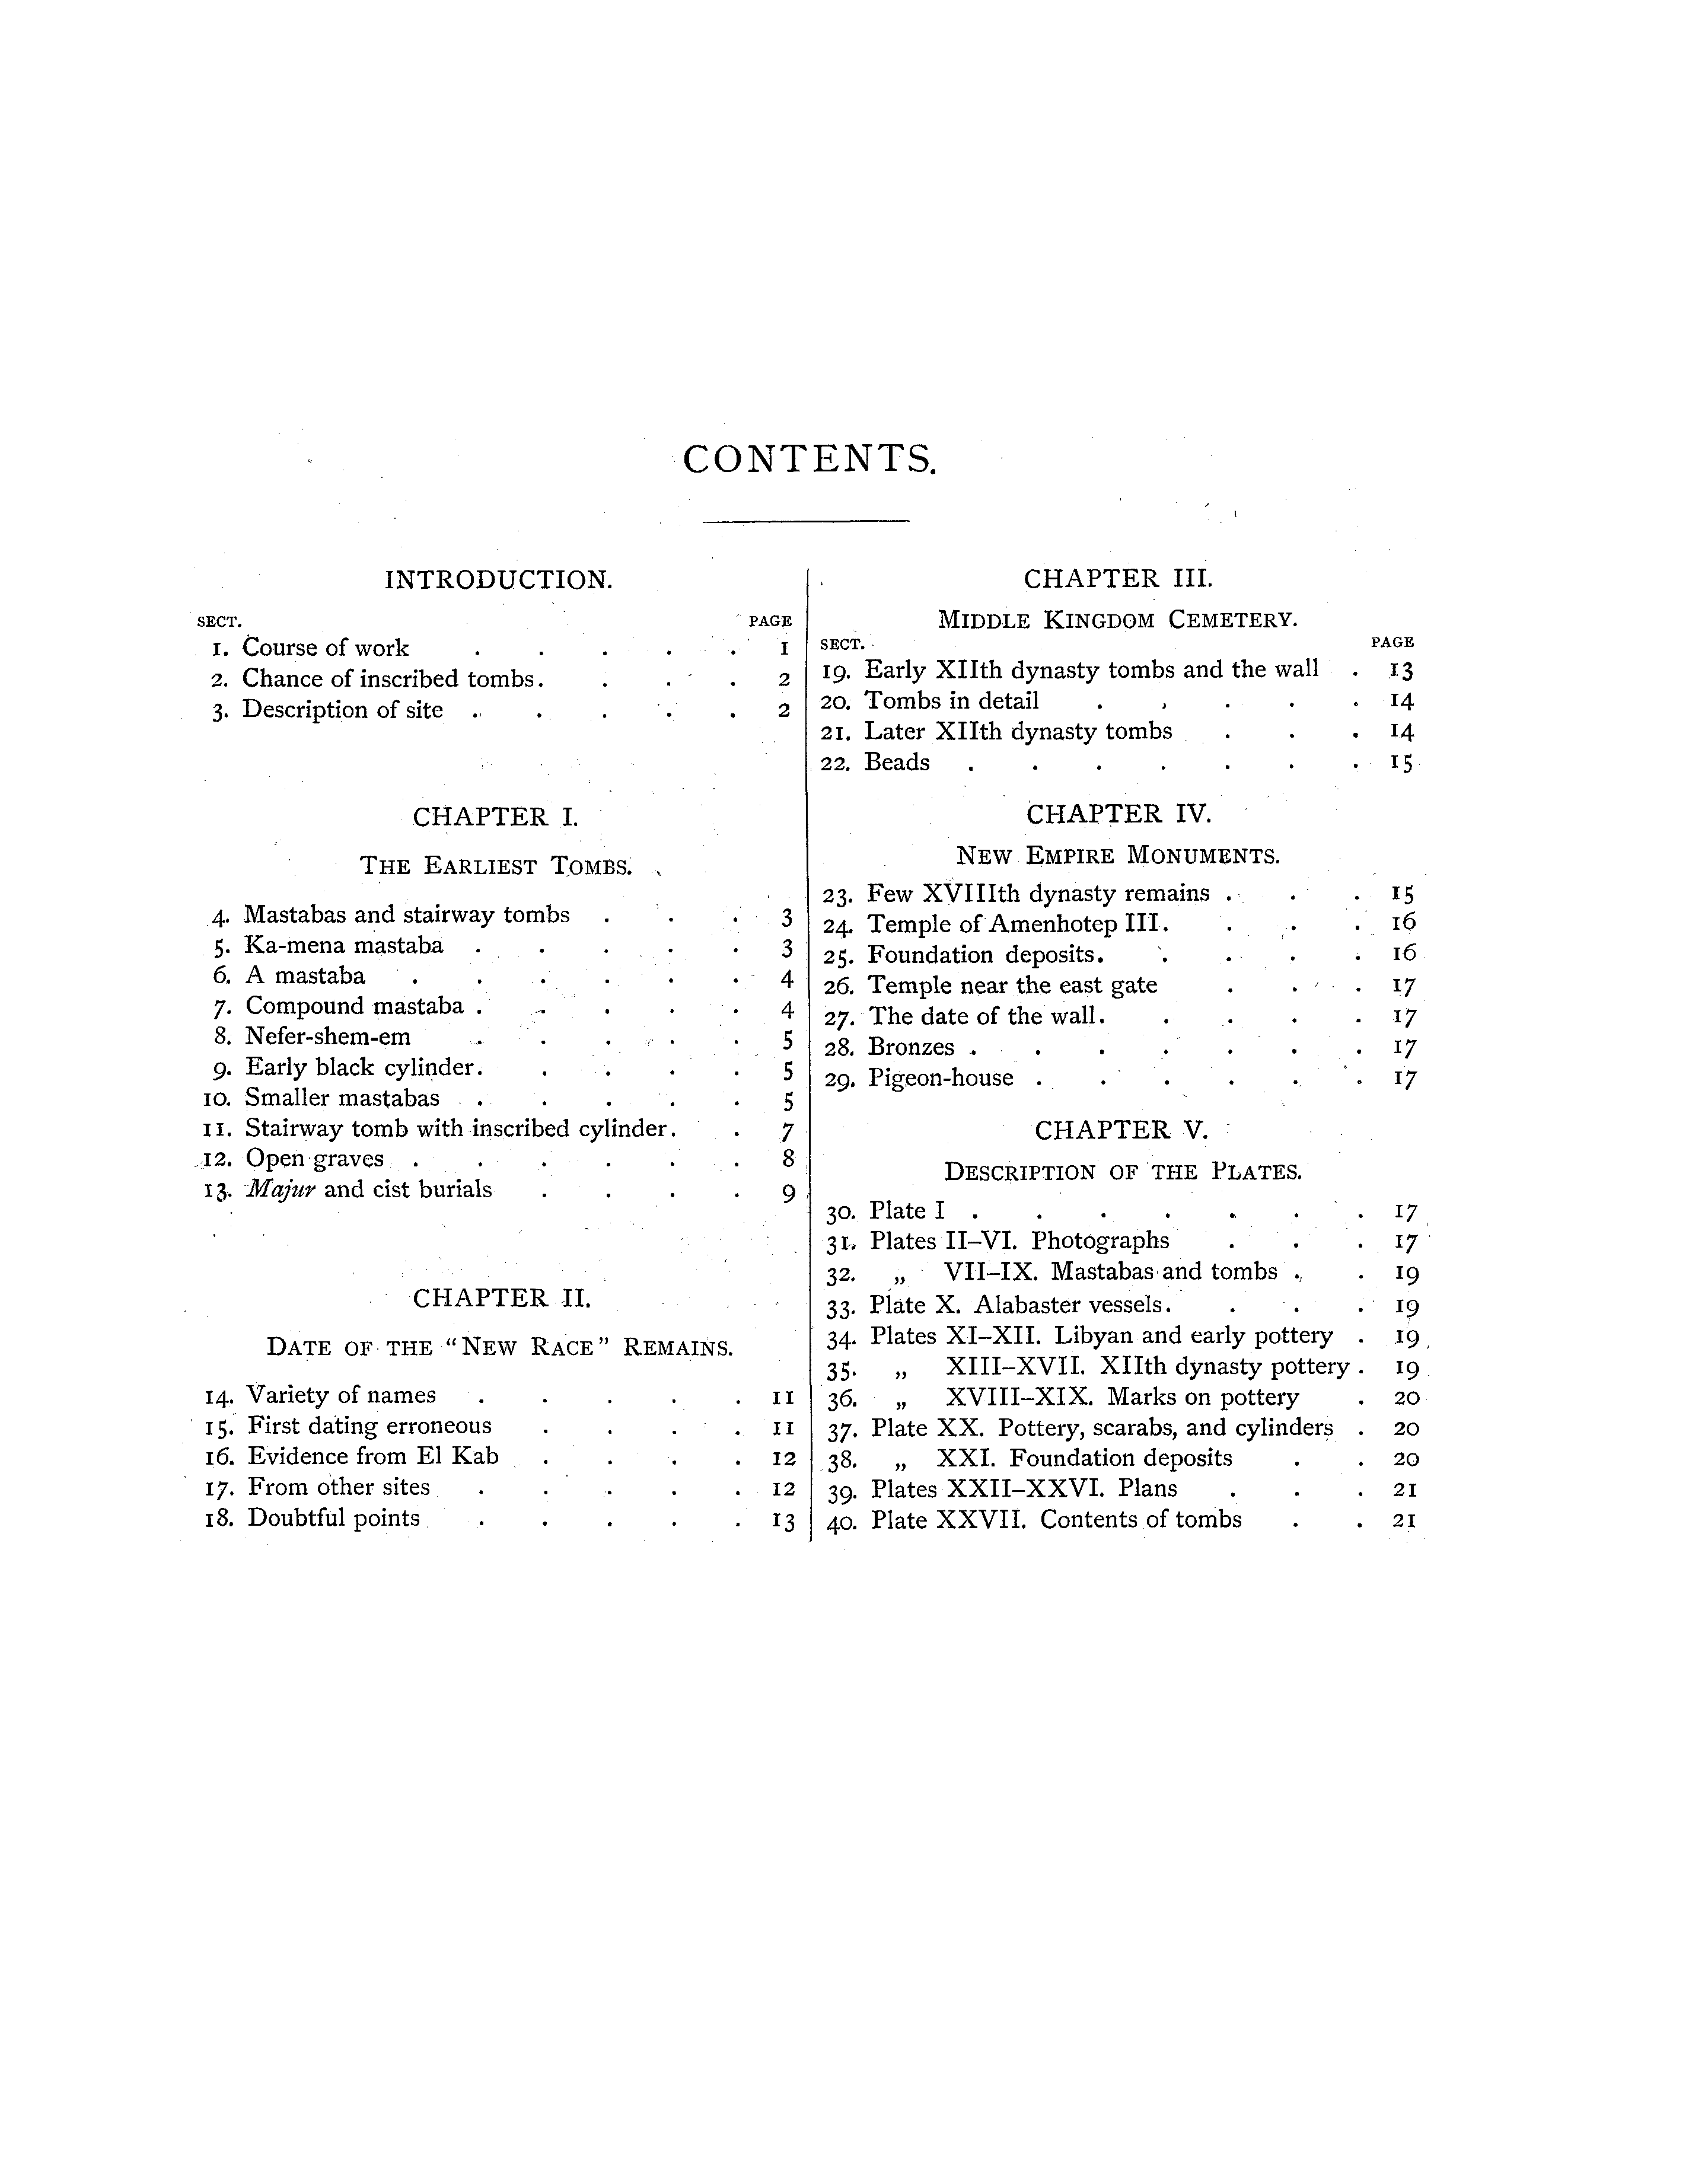 CONTENTS.
INTRODUCTION.
SECT. PAGE
1. Course of work . . . . . 1
2. Chance of inscribed tombs. . . . 2
3. Description of site . . . . . 2
CHAPTER I.
THE EARLIEST TOMBS.
4. Mastabas and stairway tombs . . . 3
5. Ka-mena mastaba . . . . . 3
6. A mastaba . . . . . . 4
7. Compound mastaba . . . . . 4
8. Nefer-shem-em . . . . . 5
9. Early black cylinder. . . . . 5
10. Smaller mastabas . . . . . 5
11. Stairway tomb with inscribed cylinder. . 7
12. Open graves . . . . . . 8
13. Majur and cist burials . . . . 9
CHAPTER II.
DATE OF THE "NEW RACE" REMAINS.
14. Variety of names . . . . . 11
15. First dating erroneous . . . . 11
16. Evidence from El Kab . . . . 12
17. From other sites . . . . . 12
18. Doubtful points . . . . . 13
CHAPTER III.
MIDDLE KINGDOM CEMETERY.
SECT. PAGE
19. Early XIIth dynasty tombs and the wall . 13
20. Tombs in detail . . . . . 14
21. Later XIIth dynasty tombs . . . 14
22. Beads . . . . . . . 15
CHAPTER IV.
NEW EMPIRE MONUMENTS.
23. Few XVIIIth dynasty remains . . . 15
24. Temple of Amenhotep III. . . . 16
25. Foundation deposits. . . . . 16
26. Temple near the east gate . . . 17
27. The date of the wall. . . . . 17
28. Bronzes . . . . . . . 17
29. Pigeon-house . . . . . . 17
CHAPTER V.
DESCRIPTION OF THE PLATES.
30. Plate I . . . . . . . 17
31. Plates II–VI. Photographs . . . 17
32. „ VII–IX. Mastabas and tombs . . 19
33. Plate X. Alabaster vessels. . . . 19
34. Plates XI–XII. Libyan and early pottery . 19
35. „ XIII–XVII. XIIth dynasty pottery . 19
36. „ XVIII–XIX. Marks on pottery . 20
37. Plate XX. Pottery, scarabs, and cylinders . 20
38. „ XXI. Foundation deposits . . 20
39. Plates XXII–XXVI. Plans . . . 21
40. Plate XXVII. Contents of tombs . . 21